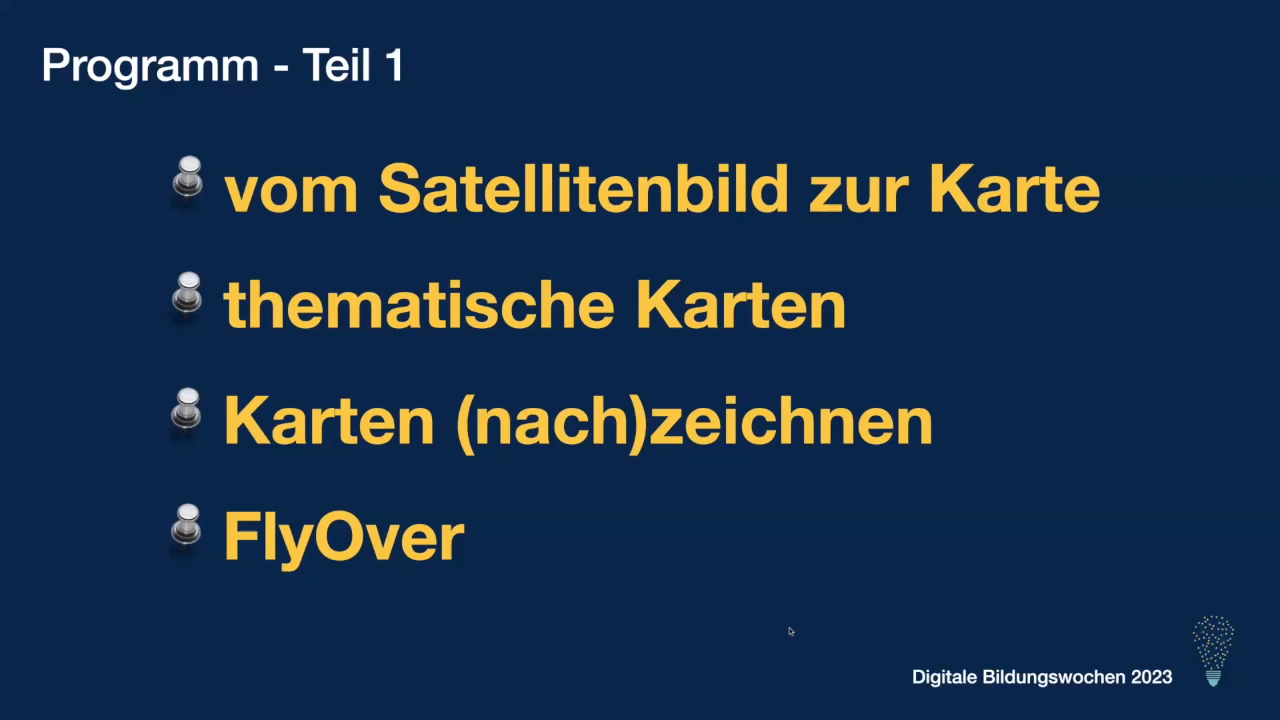 Programm - Teil 1
vom Satellitenbild zur Karte
thematische Karten
Karten (nach)zeichnen
FlyOver
Digitale Bildungswochen 2023